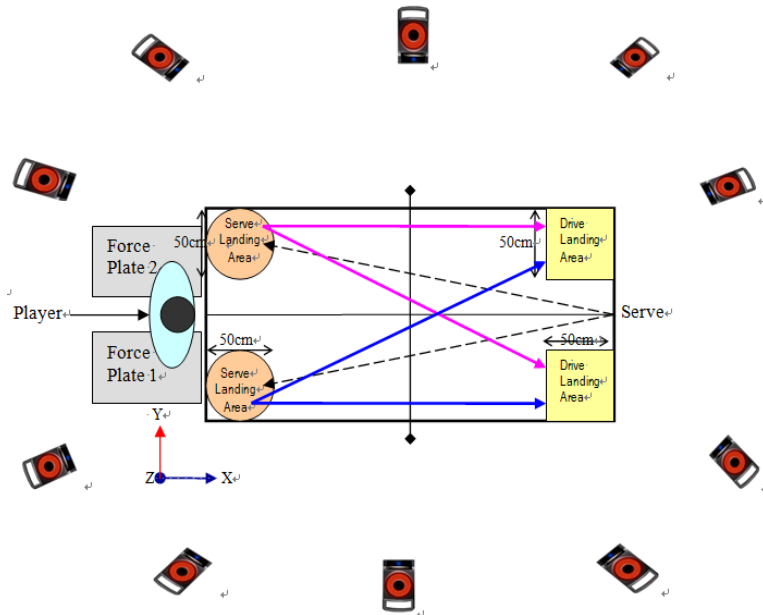 Serve
Landing
Area
50cm
Drive
Landing
Area
50cm
Force
Plate 2
Player
Serve
Force
Plate 1
50cm
Serve
Landing
Area
50cm
Drive
Landing
Area
Y
Z
X